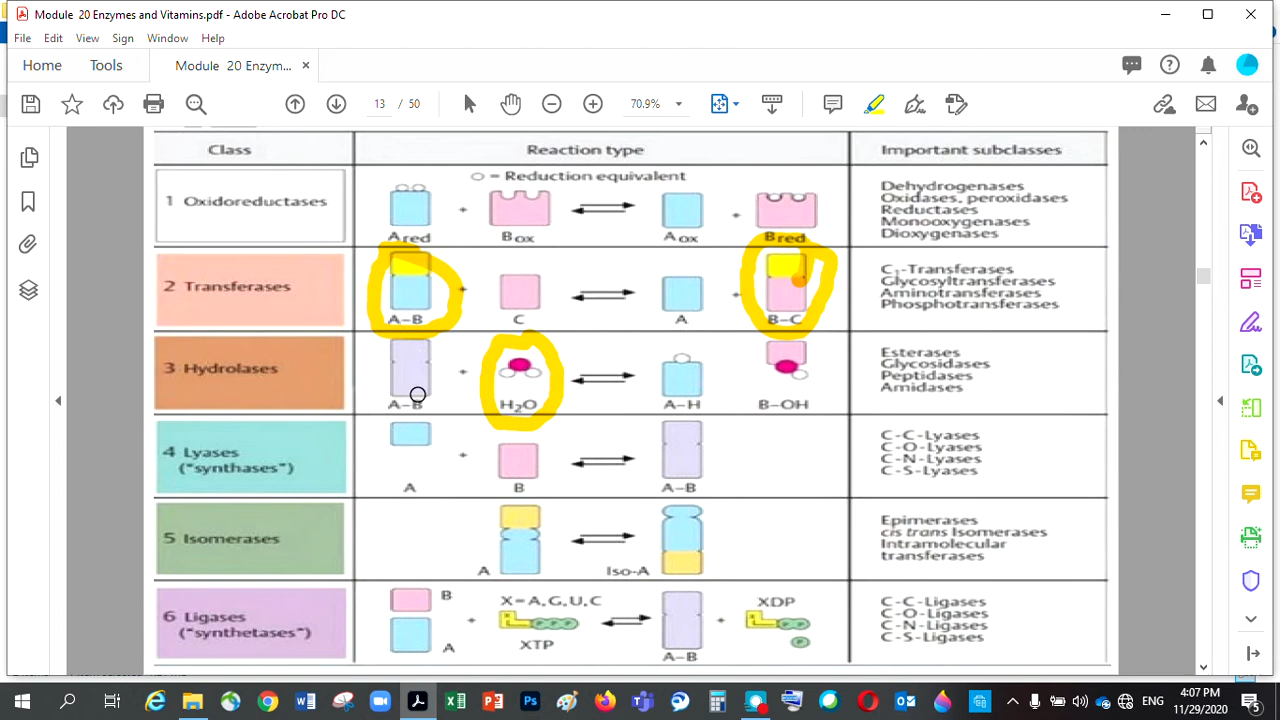 Module 20 Enzymes and Vitamins.pdf - Adobe Acrobat Pro DC
File Edit View Sign Window Help
Home Tools Module 20 Enzym... ×
13 / 50 70.9%
Class Reaction type Important subclasses
= Reduction equivalent
1 Oxidoreductases
+ +
Ared Box Aox Bred
Dehydrogenases
Oxidases, peroxidases
Reductases
Monooxygenases
Dioxygenases
2 Transferases
+ +
A–B C A B–C
C1-Transferases
Glycosyltransferases
Aminotransferases
Phosphotransferases
3 Hydrolases
+
A–B H2O A–H B–OH
Esterases
Glycosidases
Peptidases
Amidases
4 Lyases
("synthases")
+
A B A–B
C-C-Lyases
C-O-Lyases
C-N-Lyases
C-S-Lyases
5 Isomerases
A Iso-A
Epimerases
cis trans Isomerases
Intramolecular
transferases
6 Ligases
("synthetases")
B X=A,G,U,C XDP
+ +
A XTP A–B P
C-C-Ligases
C-O-Ligases
C-N-Ligases
C-S-Ligases
ENG
4:07 PM
11/29/2020
5